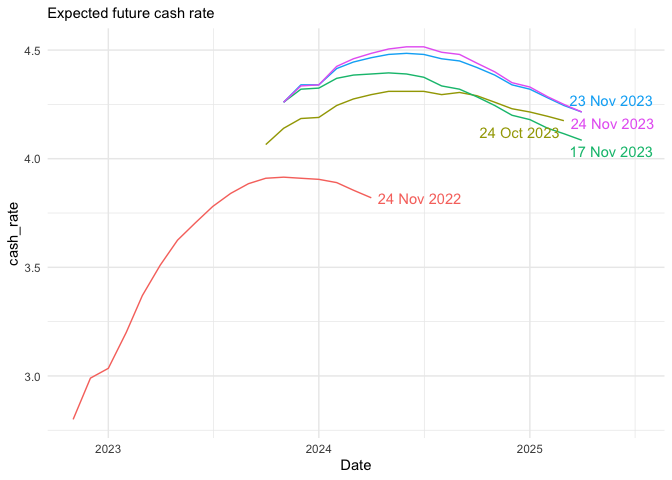 Expected future cash rate
4.5
4.0
3.5
3.0
cash_rate
23 Nov 2023
24 Nov 2023
24 Oct 2023
17 Nov 2023
24 Nov 2022
2023
2024
2025
Date